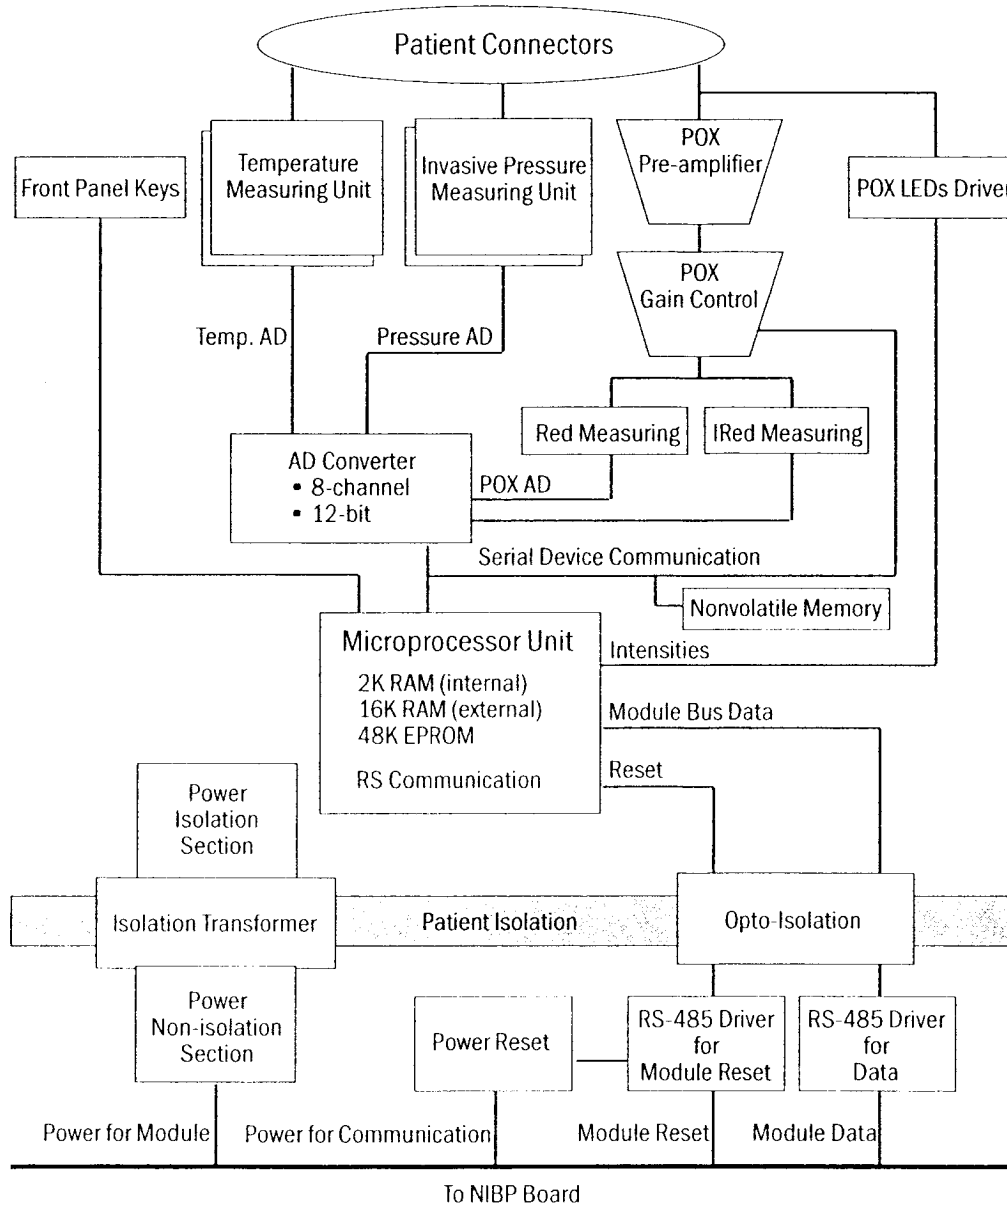 Patient Connectors
Front Panel Keys
Temperature
Measuring Unit
Invasive Pressure
Measuring Unit
POX
Pre-amplifier
POX LEDs Driver
POX
Gain Control
Temp. AD
Pressure AD
Red Measuring
IRed Measuring
AD Converter
• 8-channel
• 12-bit
POX AD
Serial Device Communication
Nonvolatile Memory
Microprocessor Unit
2K RAM (internal)
16K RAM (external)
48K EPROM
RS Communication
Intensities
Module Bus Data
Reset
Power
Isolation
Section
Isolation Transformer
Patient Isolation
Opto-Isolation
Power
Non-isolation
Section
Power Reset
RS-485 Driver
for
Module Reset
RS-485 Driver
for
Data
Power for Module
Power for Communication
Module Reset
Module Data
To NIBP Board